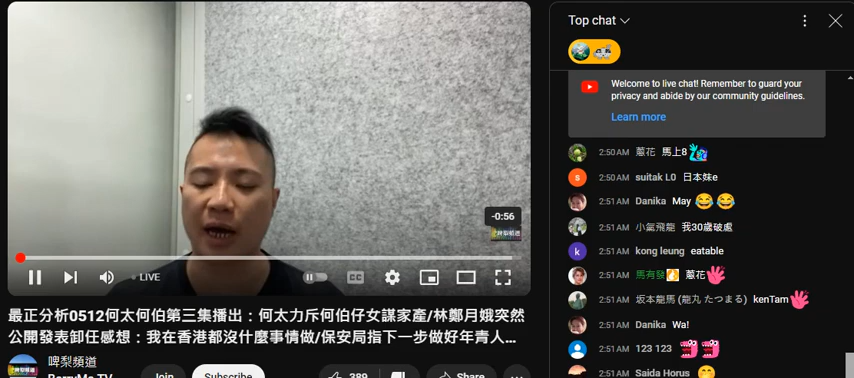 Top chat
Welcome to live chat! Remember to guard your
privacy and abide by our community guidelines.
Learn more
2:50 AM 蔥花 馬上8
2:50 AM suitak L0 日本妹e
2:51 AM Danika May
2:51 AM 小氣飛龍 我30歲破處
2:51 AM kong leung eatable
2:51 AM 馬有發 蔥花
2:51 AM 坂本龍馬 (龍丸 たつまる) kenTam
2:51 AM Danika Wa!
2:51 AM 123 123
2:51 AM Saida Horus
-0:56
啤梨頻道
LIVE
CC
最正分析0512何太何伯第三集播出：何太力斥何伯仔女謀家產/林鄭月娥突然
公開發表卸任感想：我在香港都沒什麼事情做/保安局指下一步做好年青人...
啤梨頻道
BerryMe TV
Join
Subscribe
389
Share